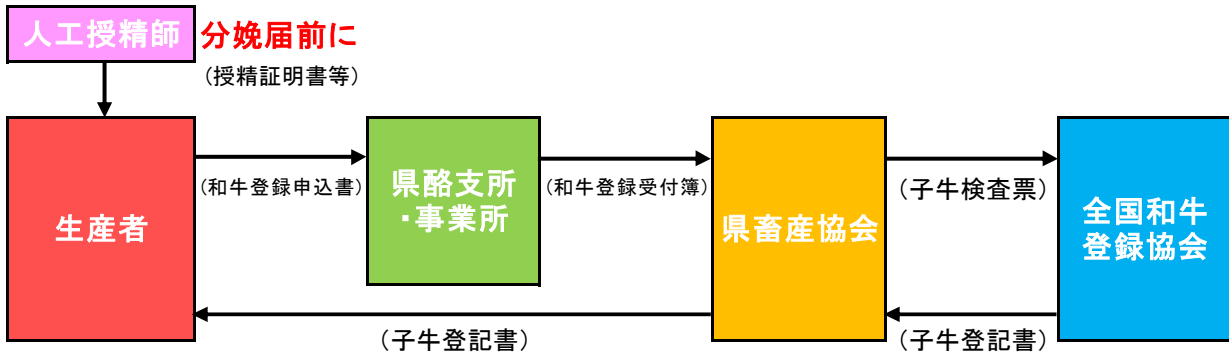 人工授精師
分娩届前に
（授精証明書等）
生産者
（和牛登録申込書）
県酪支所
・事業所
（和牛登録受付簿）
県畜産協会
（子牛検査票）
全国和牛
登録協会
（子牛登記書）
（子牛登記書）